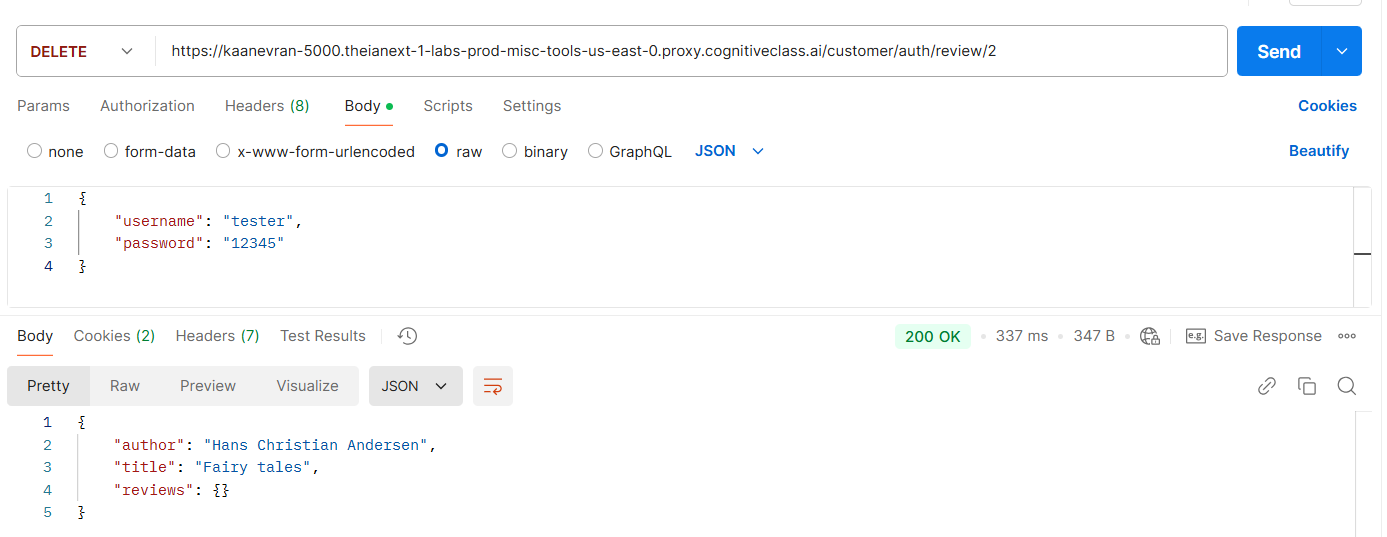 DELETE https://kaanevran-5000.theianext-1-labs-prod-misc-tools-us-east-0.proxy.cognitiveclass.ai/customer/auth/review/2 Send
Params Authorization Headers (8) Body Scripts Settings Cookies
none form-data x-www-form-urlencoded raw binary GraphQL JSON Beautify
1 {
2 "username": "tester",
3 "password": "12345"
4 }
Body Cookies (2) Headers (7) Test Results 200 OK 337 ms 347 B e.g. Save Response
Pretty Raw Preview Visualize JSON
1 {
2 "author": "Hans Christian Andersen",
3 "title": "Fairy tales",
4 "reviews": {}
5 }